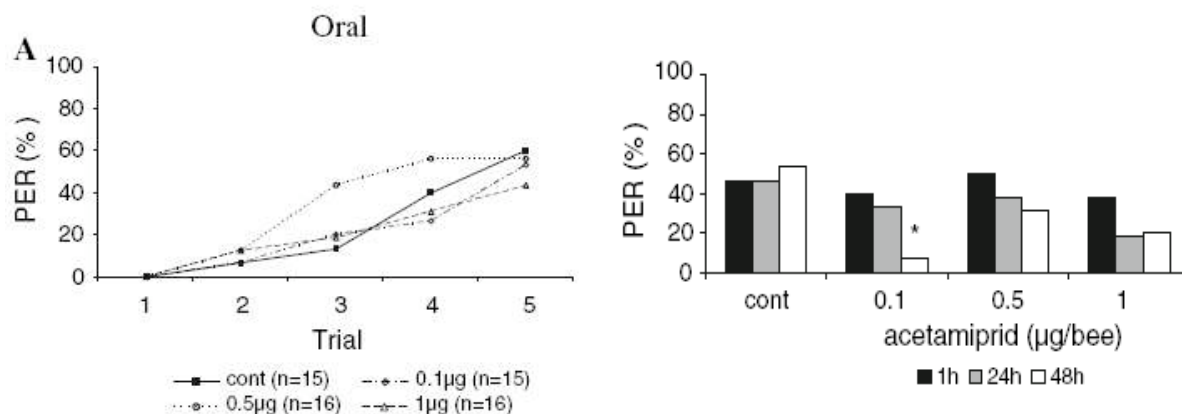 Oral
A
100
80
60
40
20
0
PER (%)
1 2 3 4 5
Trial
cont (n=15) 0.1µg (n=15)
0.5µg (n=16) 1µg (n=16)
100
80
60
40
20
0
PER (%)
*
cont 0.1 0.5 1
acetamiprid (µg/bee)
1h 24h 48h